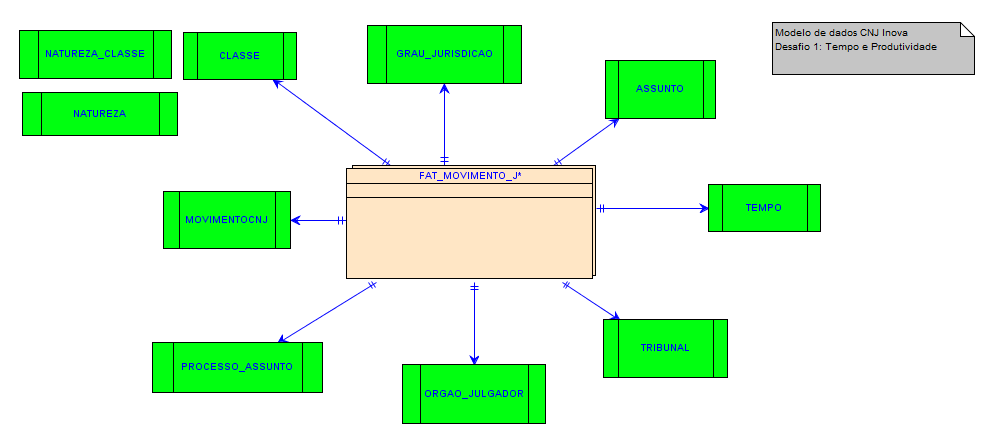 Modelo de dados CNJ Inova
Desafio 1: Tempo e Produtividade
NATUREZA_CLASSE
CLASSE
GRAU_JURISDICAO
ASSUNTO
NATUREZA
FAT_MOVIMENTO_J*
MOVIMENTOCNJ
TEMPO
PROCESSO_ASSUNTO
ORGAO_JULGADOR
TRIBUNAL